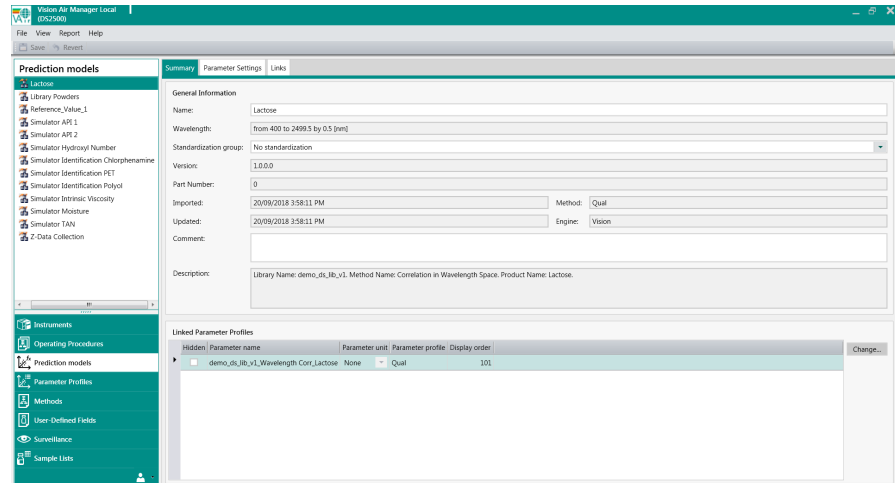 Vision Air Manager Local
(DS2500)
File View Report Help
Save Revert
Prediction models
Lactose
Library Powders
Reference_Value_1
Simulator API 1
Simulator API 2
Simulator Hydroxyl Number
Simulator Identification Chlorphenamine
Simulator Identification PET
Simulator Identification Polyol
Simulator Intrinsic Viscosity
Simulator Moisture
Simulator TAN
Z-Data Collection
Instruments
Operating Procedures
Prediction models
Parameter Profiles
Methods
User-Defined Fields
Surveillance
Sample Lists
Summary Parameter Settings Links
General Information
Name: Lactose
Wavelength: from 400 to 2499.5 by 0.5 [nm]
Standardization group: No standardization
Version: 1.0.0.0
Part Number: 0
Imported: 20/09/2018 3:58:11 PM Method: Qual
Updated: 20/09/2018 3:58:11 PM Engine: Vision
Comment:
Description: Library Name: demo_ds_lib_v1. Method Name: Correlation in Wavelength Space. Product Name: Lactose.
Linked Parameter Profiles
Hidden Parameter name Parameter unit Parameter profile Display order
demo_ds_lib_v1_Wavelength Corr_Lactose None Qual 101
Change...